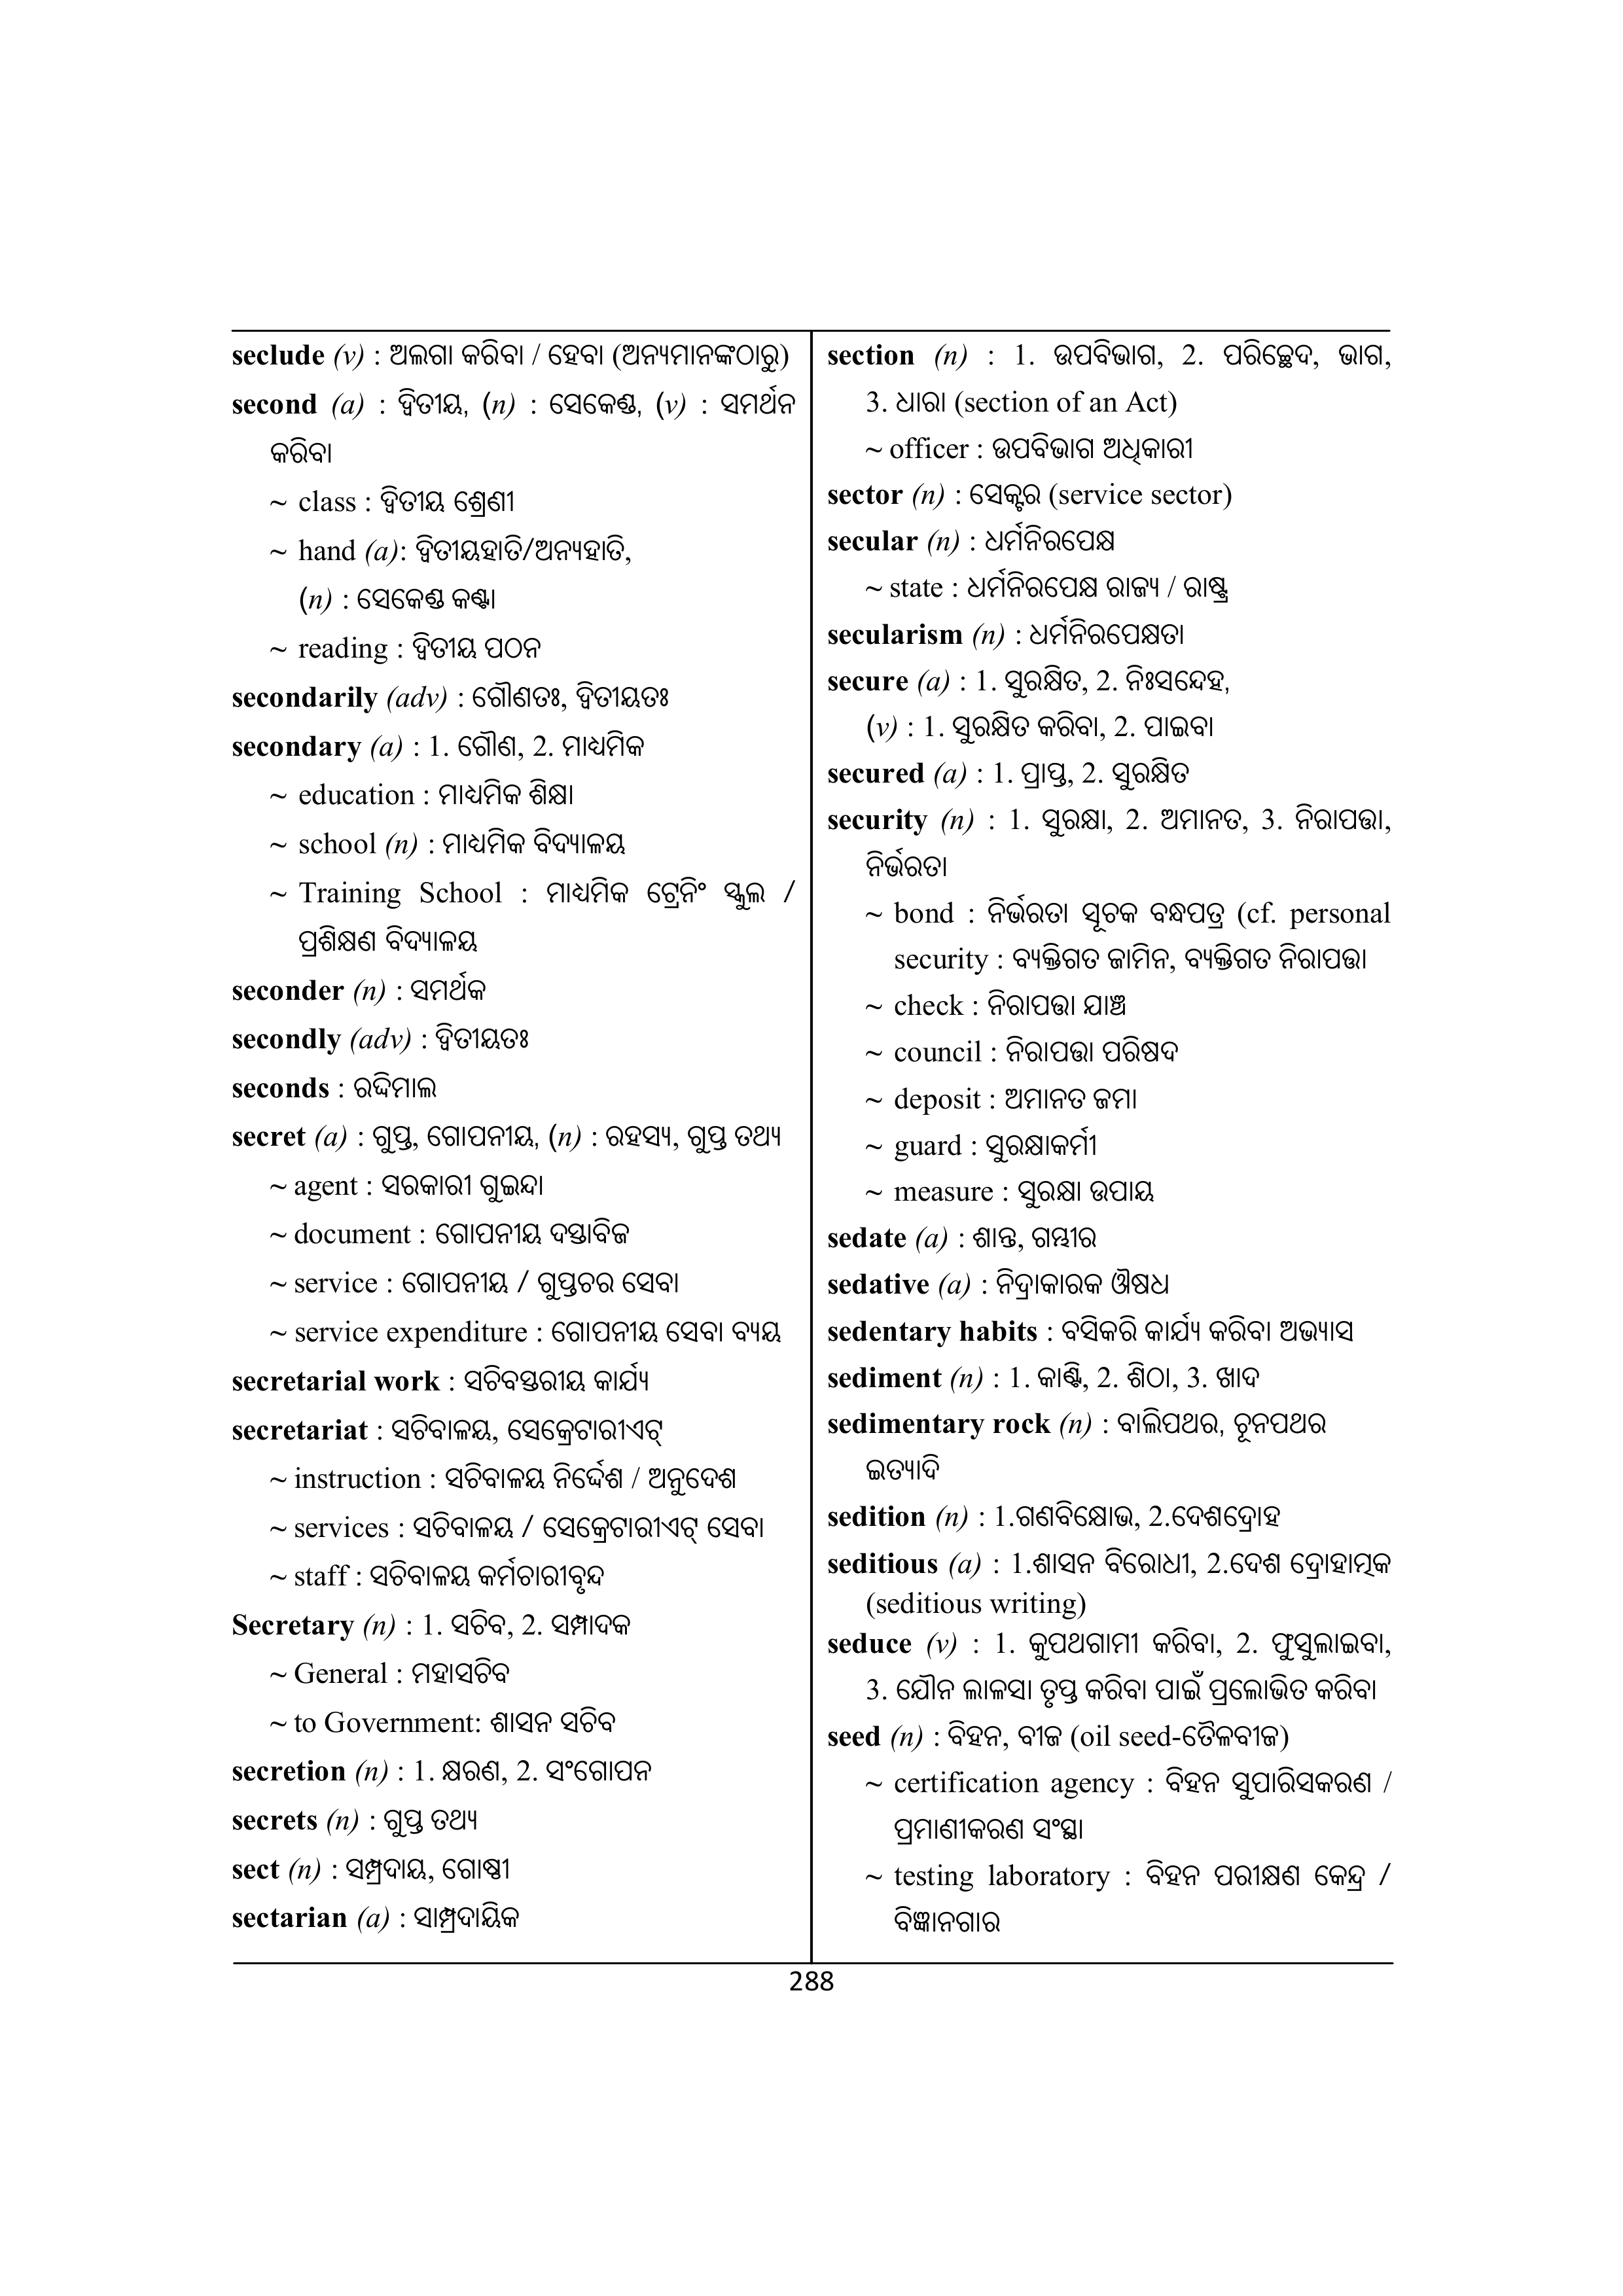 seclude (v) : ଅଲଗା କରିବା / ହେବା (ଅନ୍ୟମାନଙ୍କଠାରୁ)
second (a) : ଦ୍ଵିତୀୟ, (n) : ସେକେଣ୍ଡ, (v) : ସମର୍ଥନ
କରିବା
~ class : ଦ୍ଵିତୀୟ ଶ୍ରେଣୀ
~ hand (a): ଦ୍ଵିତୀୟହାତି/ଅନ୍ୟହାତି,
(n) : ସେକେଣ୍ଡ କଣ୍ଟା
~ reading : ଦ୍ଵିତୀୟ ପଠନ
secondarily (adv) : ଗୌଣତଃ, ଦ୍ଵିତୀୟତଃ
secondary (a) : 1. ଗୌଣ, 2. ମାଧ୍ୟମିକ
~ education : ମାଧ୍ୟମିକ ଶିକ୍ଷା
~ school (n) : ମାଧ୍ୟମିକ ବିଦ୍ୟାଳୟ
~ Training School : ମାଧ୍ୟମିକ ଟ୍ରେନିଂ ସ୍କୁଲ /
ପ୍ରଶିକ୍ଷଣ ବିଦ୍ୟାଳୟ
seconder (n) : ସମର୍ଥକ
secondly (adv) : ଦ୍ଵିତୀୟତଃ
seconds : ରଦ୍ଦିମାଲ
secret (a) : ଗୁପ୍ତ, ଗୋପନୀୟ, (n) : ରହସ୍ୟ, ଗୁପ୍ତ ତଥ୍ୟ
~ agent : ସରକାରୀ ଗୁଇନ୍ଦା
~ document : ଗୋପନୀୟ ଦସ୍ତାବିଜ
~ service : ଗୋପନୀୟ / ଗୁପ୍ତଚର ସେବା
~ service expenditure : ଗୋପନୀୟ ସେବା ବ୍ୟୟ
secretarial work : ସଚିବସ୍ତରୀୟ କାର୍ଯ୍ୟ
secretariat : ସଚିବାଳୟ, ସେକ୍ରେଟାରୀଏଟ୍
~ instruction : ସଚିବାଳୟ ନିର୍ଦ୍ଦେଶ / ଅନୁଦେଶ
~ services : ସଚିବାଳୟ / ସେକ୍ରେଟାରୀଏଟ୍ ସେବା
~ staff : ସଚିବାଳୟ କର୍ମଚାରୀବୃନ୍ଦ
Secretary (n) : 1. ସଚିବ, 2. ସମ୍ପାଦକ
~ General : ମହାସଚିବ
~ to Government: ଶାସନ ସଚିବ
secretion (n) : 1. କ୍ଷରଣ, 2. ସଂଗୋପନ
secrets (n) : ଗୁପ୍ତ ତଥ୍ୟ
sect (n) : ସମ୍ପ୍ରଦାୟ, ଗୋଷ୍ଠୀ
sectarian (a) : ସାମ୍ପ୍ରଦାୟିକ
section (n) : 1. ଉପବିଭାଗ, 2. ପରିଚ୍ଛେଦ, ଭାଗ,
3. ଧାରା (section of an Act)
~ officer : ଉପବିଭାଗ ଅଧିକାରୀ
sector (n) : ସେକ୍ଟର (service sector)
secular (n) : ଧର୍ମନିରପେକ୍ଷ
~ state : ଧର୍ମନିରପେକ୍ଷ ରାଜ୍ୟ / ରାଷ୍ଟ୍ର
secularism (n) : ଧର୍ମନିରପେକ୍ଷତା
secure (a) : 1. ସୁରକ୍ଷିତ, 2. ନିଃସନ୍ଦେହ,
(v) : 1. ସୁରକ୍ଷିତ କରିବା, 2. ପାଇବା
secured (a) : 1. ପ୍ରାପ୍ତ, 2. ସୁରକ୍ଷିତ
security (n) : 1. ସୁରକ୍ଷା, 2. ଅମାନତ, 3. ନିରାପତ୍ତା,
ନିର୍ଭରତା
~ bond : ନିର୍ଭରତା ସୂଚକ ବନ୍ଧପତ୍ର (cf. personal
security : ବ୍ୟକ୍ତିଗତ ଜାମିନ, ବ୍ୟକ୍ତିଗତ ନିରାପତ୍ତା
~ check : ନିରାପତ୍ତା ଯାଞ୍ଚ
~ council : ନିରାପତ୍ତା ପରିଷଦ
~ deposit : ଅମାନତ ଜମା
~ guard : ସୁରକ୍ଷାକର୍ମୀ
~ measure : ସୁରକ୍ଷା ଉପାୟ
sedate (a) : ଶାନ୍ତ, ଗମ୍ଭୀର
sedative (a) : ନିଦ୍ରାକାରକ ଔଷଧ
sedentary habits : ବସିକରି କାର୍ଯ୍ୟ କରିବା ଅଭ୍ୟାସ
sediment (n) : 1. କାଣ୍ଟି, 2. ଶିଠା, 3. ଖାଦ
sedimentary rock (n) : ବାଲିପଥର, ଚୂନପଥର
ଇତ୍ୟାଦି
sedition (n) : 1.ଗଣବିକ୍ଷୋଭ, 2.ଦେଶଦ୍ରୋହ
seditious (a) : 1.ଶାସନ ବିରୋଧୀ, 2.ଦେଶ ଦ୍ରୋହାତ୍ମକ
(seditious writing)
seduce (v) : 1. କୁପଥଗାମୀ କରିବା, 2. ଫୁସୁଲାଇବା,
3. ଯୌନ ଲାଳସା ତୃପ୍ତ କରିବା ପାଇଁ ପ୍ରଲୋଭିତ କରିବା
seed (n) : ବିହନ, ବୀଜ (oil seed-ତୈଳବୀଜ)
~ certification agency : ବିହନ ସୁପାରିସକରଣ /
ପ୍ରମାଣୀକରଣ ସଂସ୍ଥା
~ testing laboratory : ବିହନ ପରୀକ୍ଷଣ କେନ୍ଦ୍ର /
ବିଜ୍ଞାନଗାର
288